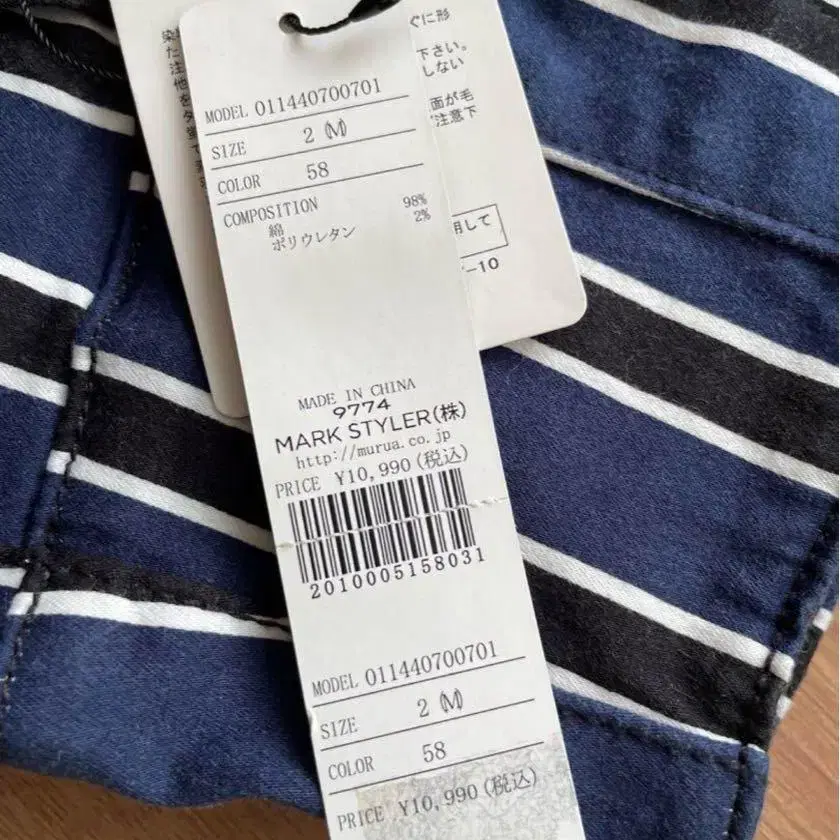 MODEL 011440700701
SIZE 2 (M)
COLOR 58
COMPOSITION
綿 98%
ポリウレタン 2%
MADE IN CHINA
9774
MARK STYLER(株)
http://murua.co.jp
PRICE ¥10,990(税込)
2010005158031
MODEL 011440700701
SIZE 2 (M)
COLOR 58
PRICE ¥10,990(税込)
ぐに形
下さい。
しない
面が毛
注意下
用して
-10